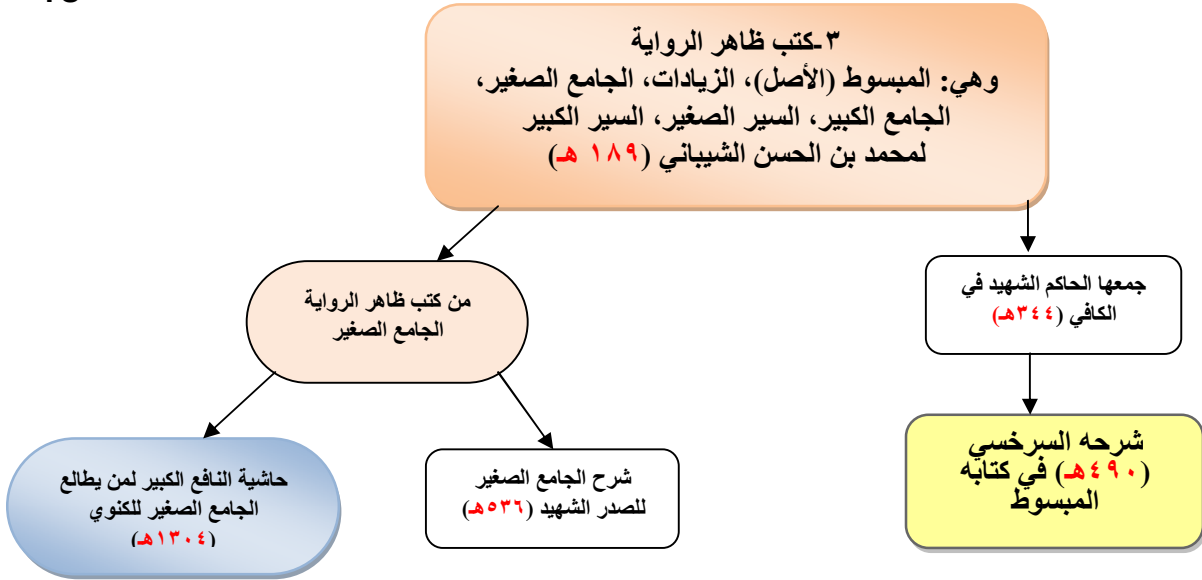 ٣-كتب ظاهر الرواية
وهي: المبسوط (الأصل)، الزيادات، الجامع الصغير،
الجامع الكبير، السير الصغير، السير الكبير
لمحمد بن الحسن الشيباني (١٨٩ هـ)
جمعها الحاكم الشهيد في
الكافي (٣٤٤هـ)
من كتب ظاهر الرواية
الجامع الصغير
شرحه السرخسي
(٤٩٠هـ) في كتابه
المبسوط
شرح الجامع الصغير
للصدر الشهيد (٥٣٦هـ)
حاشية النافع الكبير لمن يطالع
الجامع الصغير للكنوي
(١٣٠٤هـ)